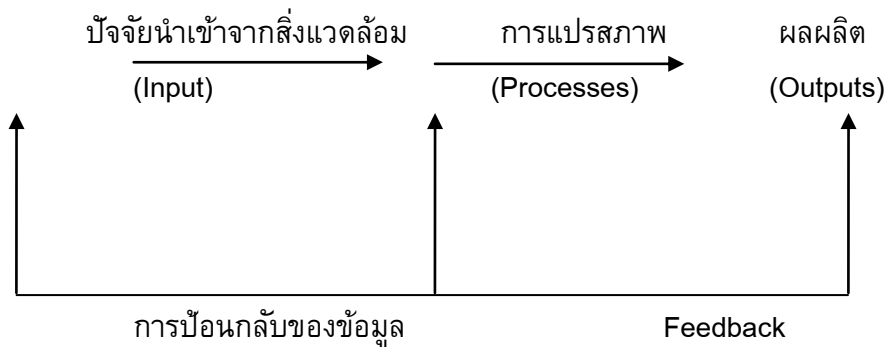 ปัจจัยนำเข้าจากสิ่งแวดล้อม การแปรสภาพ ผลผลิต
(Input) (Processes) (Outputs)
การป้อนกลับของข้อมูล Feedback